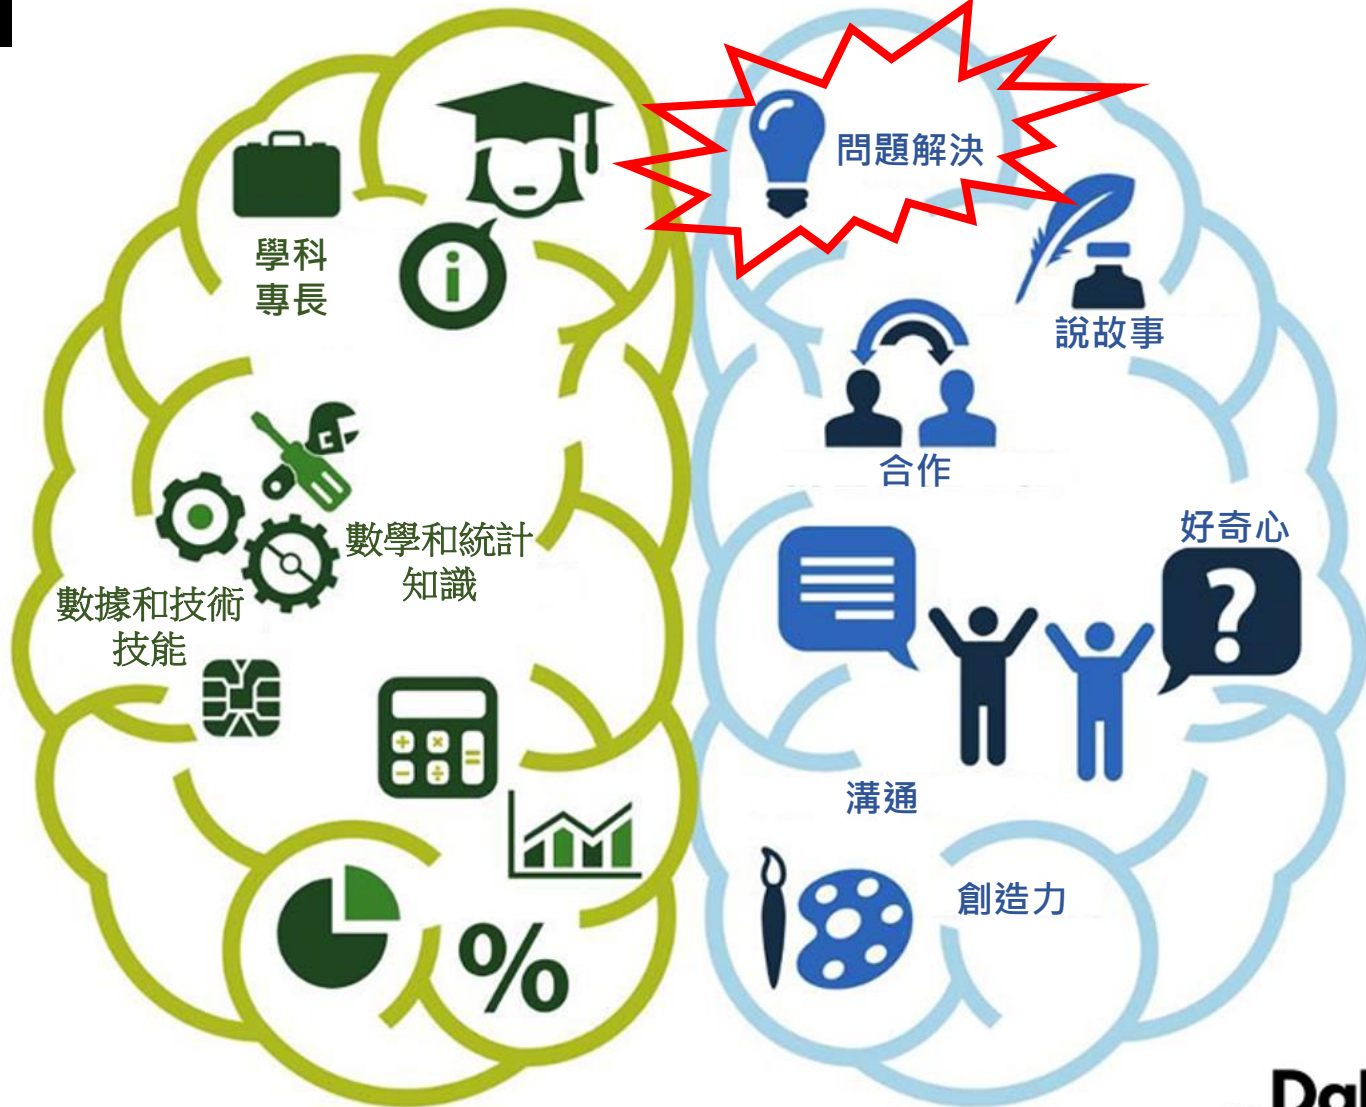 問題解決
學科
專長
說故事
合作
好奇心
數學和統計
知識
數據和技術
技能
溝通
創造力
%